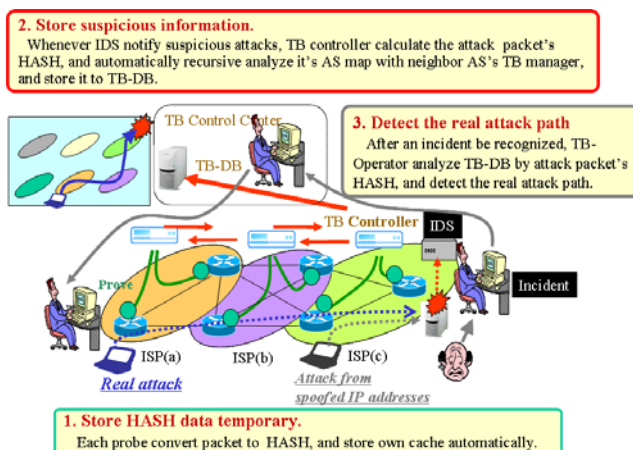 2. Store suspicious information.
Whenever IDS notify suspicious attacks, TB controller calculate the attack packet's
HASH, and automatically recursive analyze it's AS map with neighbor AS's TB manager,
and store it to TB-DB.
TB Control Center
TB-DB
3. Detect the real attack path
After an incident be recognized, TB-
Operator analyze TB-DB by attack packet's
HASH, and detect the real attack path.
TB Controller
IDS
Prove
Incident
ISP(a)
ISP(b)
ISP(c)
Real attack
Attack from
spoofed IP addresses
1. Store HASH data temporary.
Each probe convert packet to HASH, and store own cache automatically.